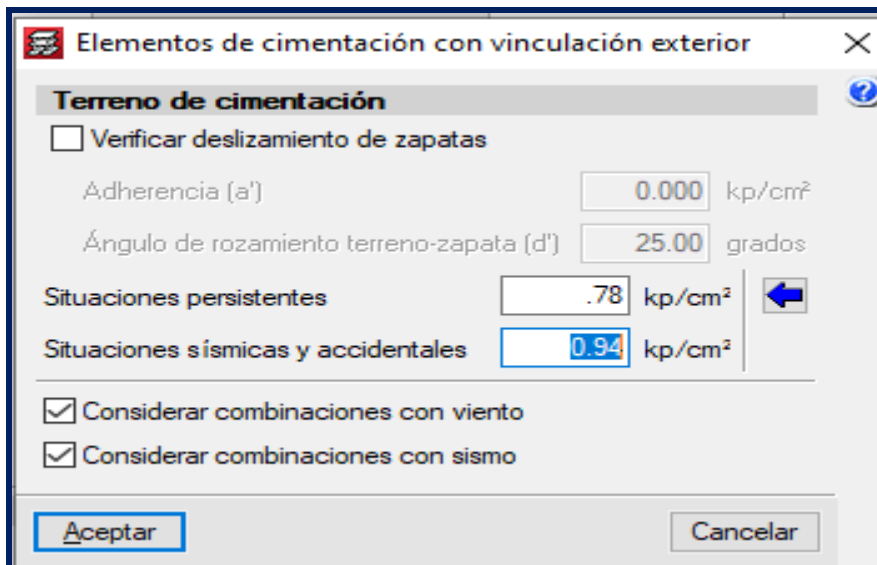 Elementos de cimentación con vinculación exterior
Terreno de cimentación
Verificar deslizamiento de zapatas
Adherencia (a') 0.000 kp/cm²
Ángulo de rozamiento terreno-zapata (d') 25.00 grados
Situaciones persistentes .78 kp/cm²
Situaciones sísmicas y accidentales 0.94 kp/cm²
Considerar combinaciones con viento
Considerar combinaciones con sismo
Aceptar Cancelar